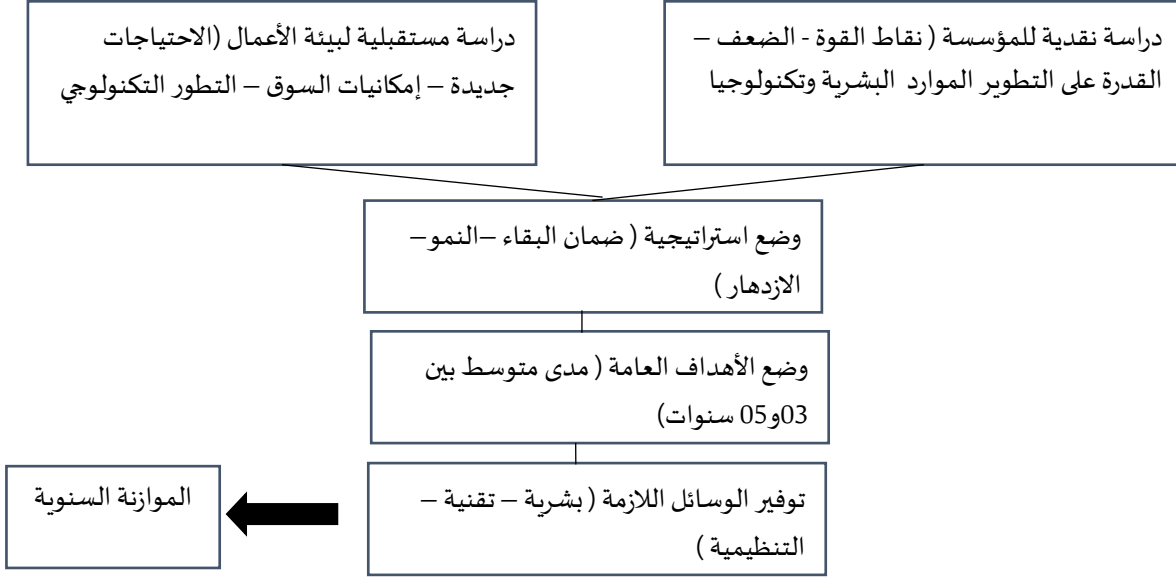 دراسة نقدية للمؤسسة ( نقاط القوة - الضعف –
القدرة على التطوير الموارد البشرية وتكنولوجيا
دراسة مستقبلية لبيئة الأعمال (الاحتياجات
جديدة – إمكانيات السوق – التطور التكنولوجي
وضع استراتيجية ( ضمان البقاء –النمو–
الازدهار )
وضع الأهداف العامة ( مدى متوسط بين
03و05 سنوات)
توفير الوسائل اللازمة ( بشرية – تقنية –
التنظيمية )
الموازنة السنوية